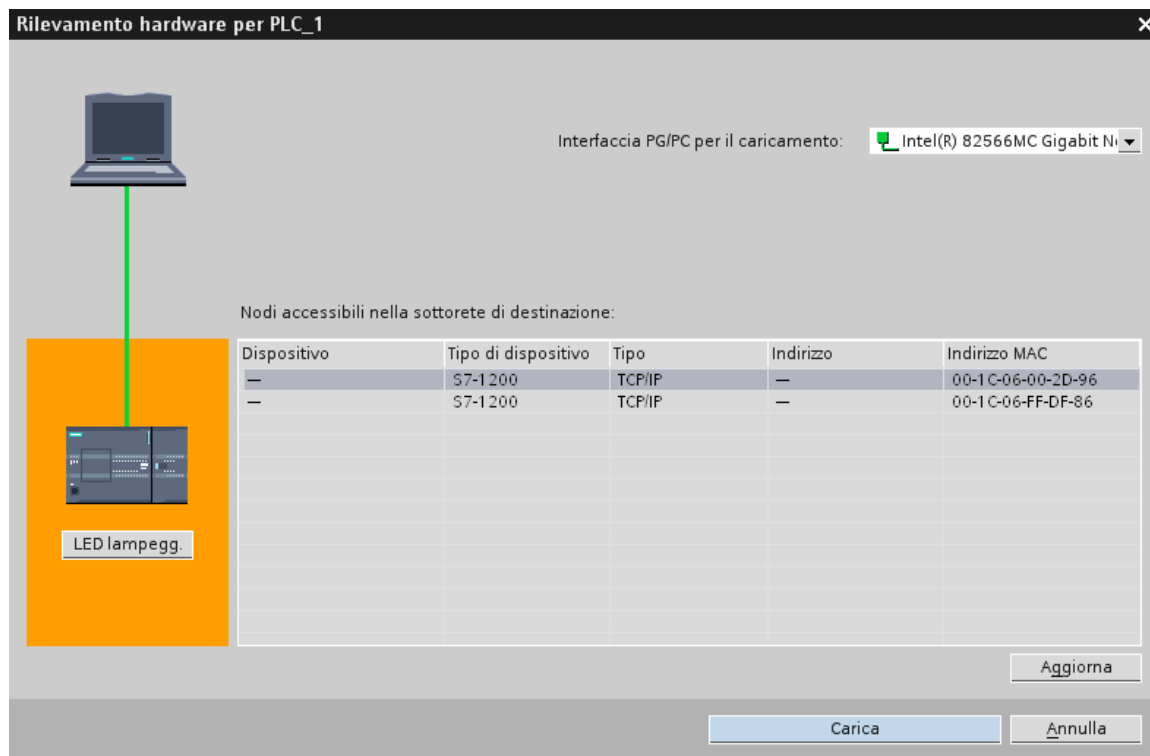 Rilevamento hardware per PLC_1
Interfaccia PG/PC per il caricamento: Intel(R) 82566MC Gigabit N
Nodi accessibili nella sottorete di destinazione:
Dispositivo Tipo di dispositivo Tipo Indirizzo Indirizzo MAC
— S7-1200 TCP/IP — 00-1C-06-00-2D-96
— S7-1200 TCP/IP — 00-1C-06-FF-DF-86
LED lampegg.
Aggiorna
Carica Annulla